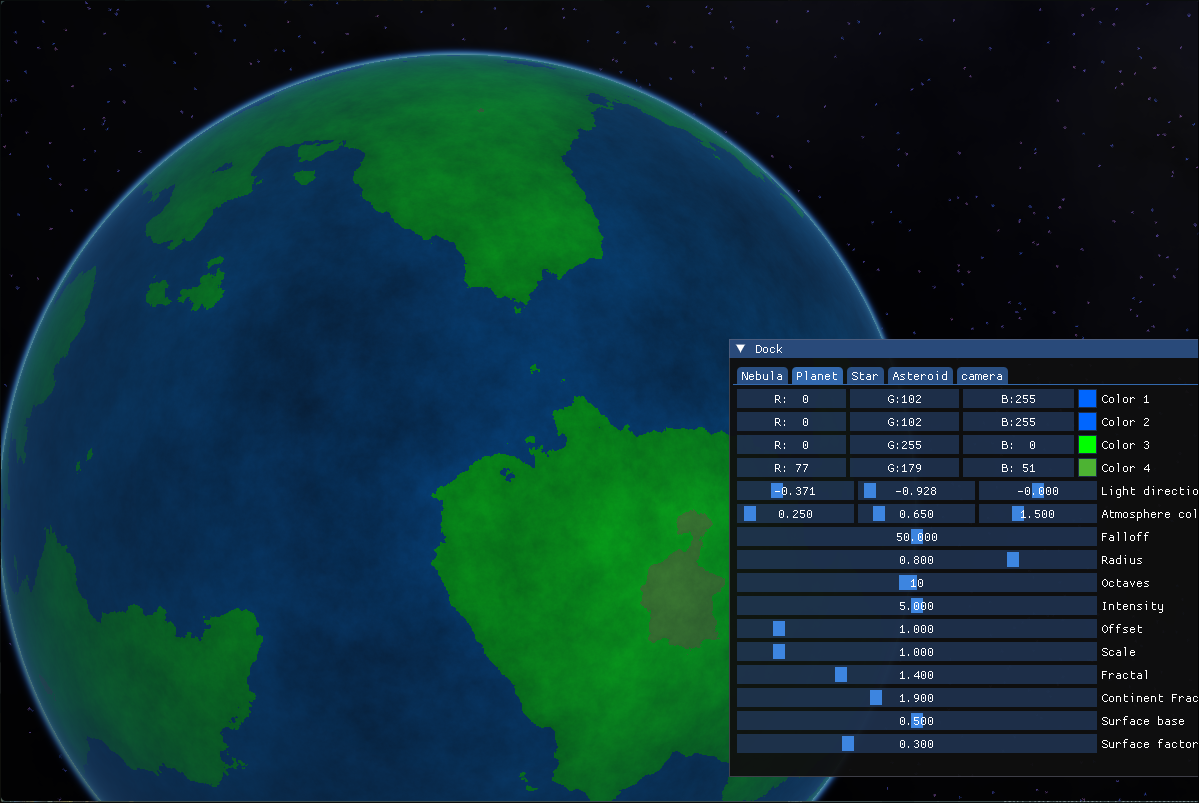 ▼ Dock
Nebula Planet Star Asteroid camera
R: 0 G:102 B:255 Color 1
R: 0 G:102 B:255 Color 2
R: 0 G:255 B: 0 Color 3
R: 77 G:179 B: 51 Color 4
-0.371 -0.928 -0.000 Light directio
0.250 0.650 1.500 Atmosphere col
50.000 Falloff
0.800 Radius
10 Octaves
5.000 Intensity
1.000 Offset
1.000 Scale
1.400 Fractal
1.900 Continent Frac
0.500 Surface base
0.300 Surface factor